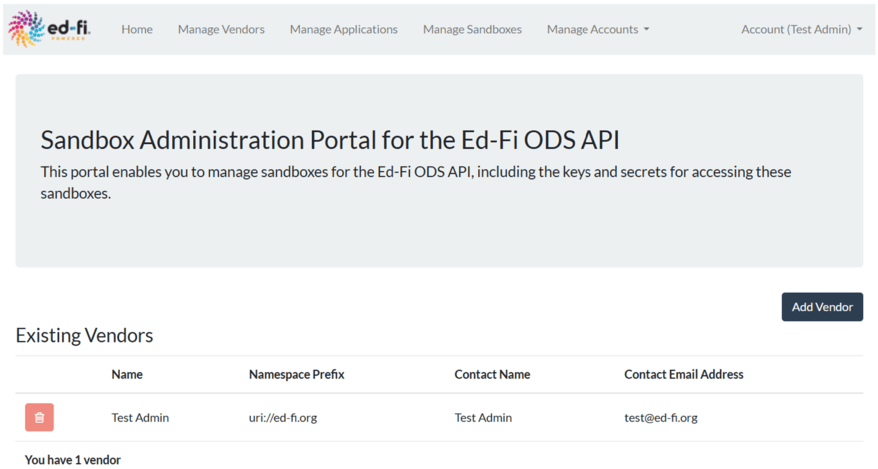 ed-fi.
POWERED
Home
Manage Vendors
Manage Applications
Manage Sandboxes
Manage Accounts
Account (Test Admin)
Sandbox Administration Portal for the Ed-Fi ODS API
This portal enables you to manage sandboxes for the Ed-Fi ODS API, including the keys and secrets for accessing these
sandboxes.
Add Vendor
Existing Vendors
Name Namespace Prefix Contact Name Contact Email Address
Test Admin uri://ed-fi.org Test Admin test@ed-fi.org
You have 1 vendor